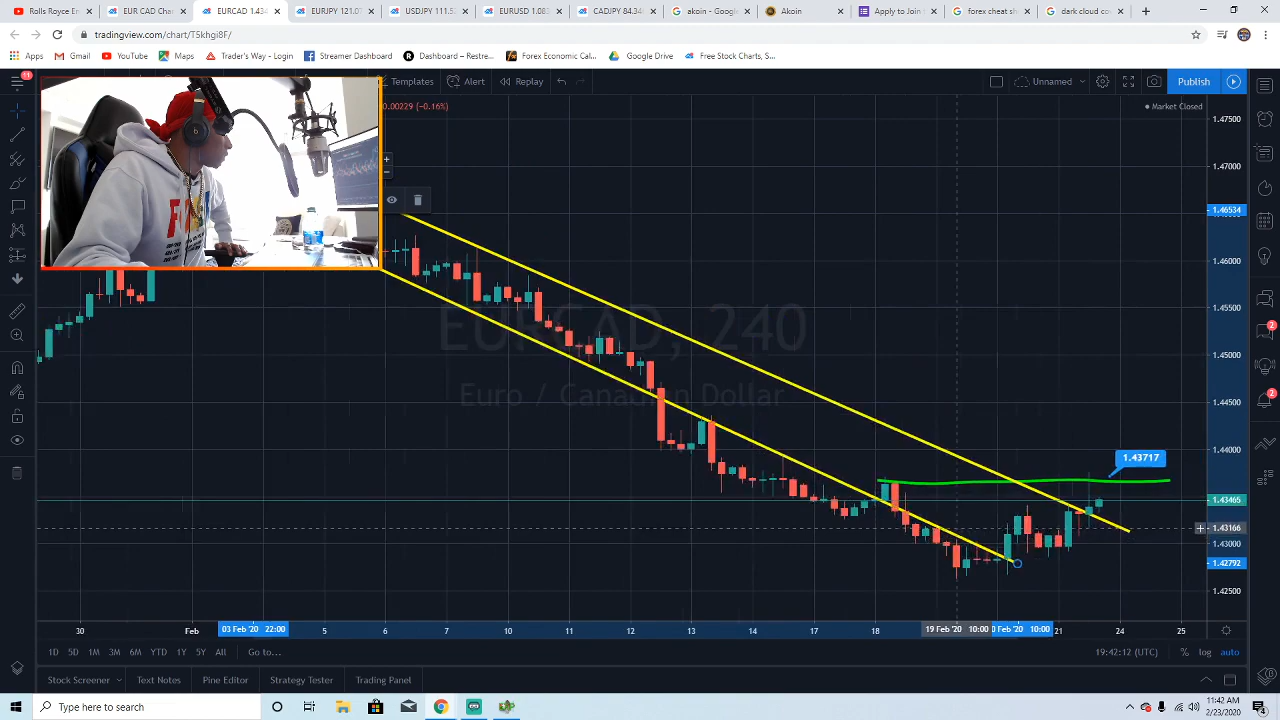 Rolls Royce En
EUR CAD Char
EURCAD 1.434
EURJPY 121.0
USDJPY 111.5
EURUSD 1.083
CADJPY 84.34
akoin - Google
Akoin
Apply to Join
forex cheat sh
dark cloud co
tradingview.com/chart/T5khgi8F/
Apps
Gmail
YouTube
Maps
Trader's Way - Login
Streamer Dashboard
Dashboard – Restre...
Forex Economic Cal...
Google Drive
Free Stock Charts, S...
11
Templates
Alert
Replay
Unnamed
Publish
0.00229 (−0.16%)
Market Closed
1.47500
1.47000
1.46534
1.46000
1.45500
1.45000
1.44500
1.44000
1.43717
1.43465
1.43166
1.43000
1.42792
1.42500
EURCAD, 240
Euro / Canadian Dollar
2
2
30
Feb
03 Feb '20 22:00
5
6
7
10
11
12
13
14
17
18
19 Feb '20 10:00
0 Feb '20 10:00
21
24
25
1D
5D
1M
3M
6M
YTD
1Y
5Y
All
Go to...
19:42:12 (UTC)
%
log
auto
Stock Screener
Text Notes
Pine Editor
Strategy Tester
Trading Panel
Type here to search
11:42 AM
2/23/2020
4